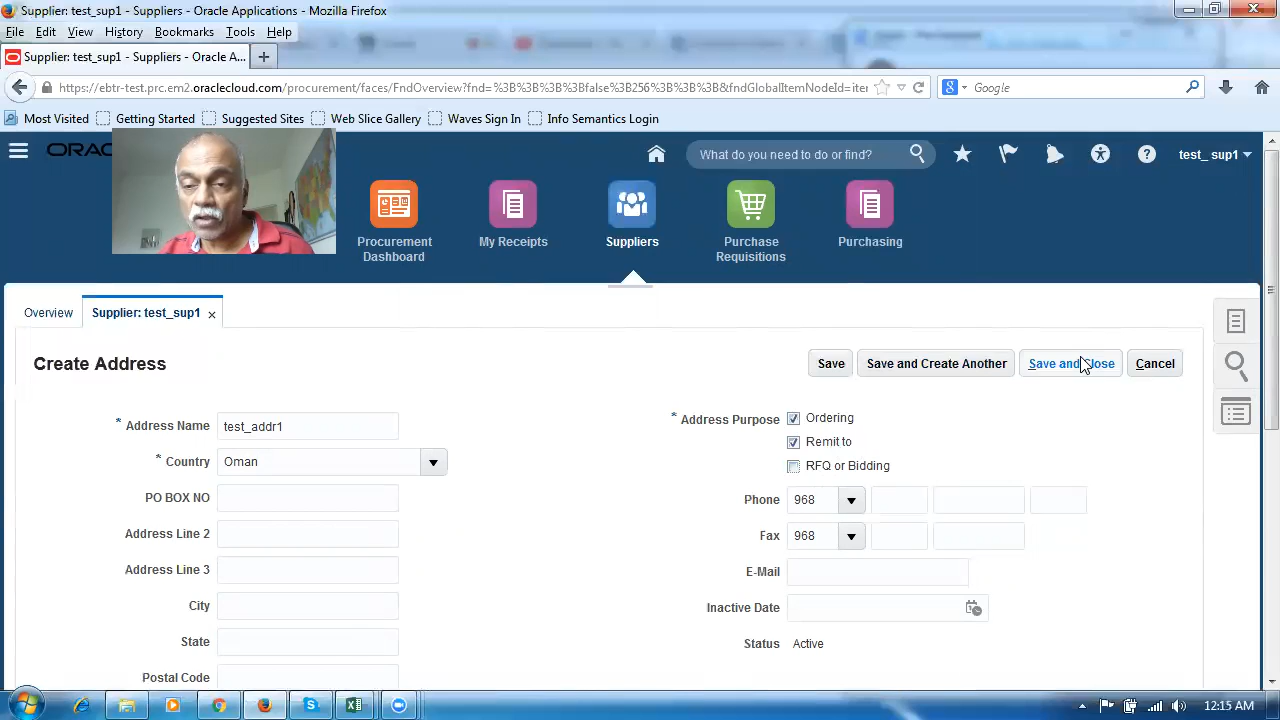 Supplier: test_sup1 - Suppliers - Oracle Applications - Mozilla Firefox
File Edit View History Bookmarks Tools Help
Supplier: test_sup1 - Suppliers - Oracle A...
https://ebtr-test.prc.em2.oraclecloud.com/procurement/faces/FndOverview?fnd=%3B%3B%3B%3Bfalse%3B256%3B%3B%3B&fndGlobalItemNodeId=iter
Google
Most Visited Getting Started Suggested Sites Web Slice Gallery Waves Sign In Info Semantics Login
ORAC
What do you need to do or find?
test_ sup1
Procurement Dashboard
My Receipts
Suppliers
Purchase Requisitions
Purchasing
Overview
Supplier: test_sup1
Create Address
Save
Save and Create Another
Save and Close
Cancel
* Address Name test_addr1
* Country Oman
PO BOX NO
Address Line 2
Address Line 3
City
State
Postal Code
* Address Purpose Ordering
Remit to
RFQ or Bidding
Phone 968
Fax 968
E-Mail
Inactive Date
Status Active
12:15 AM